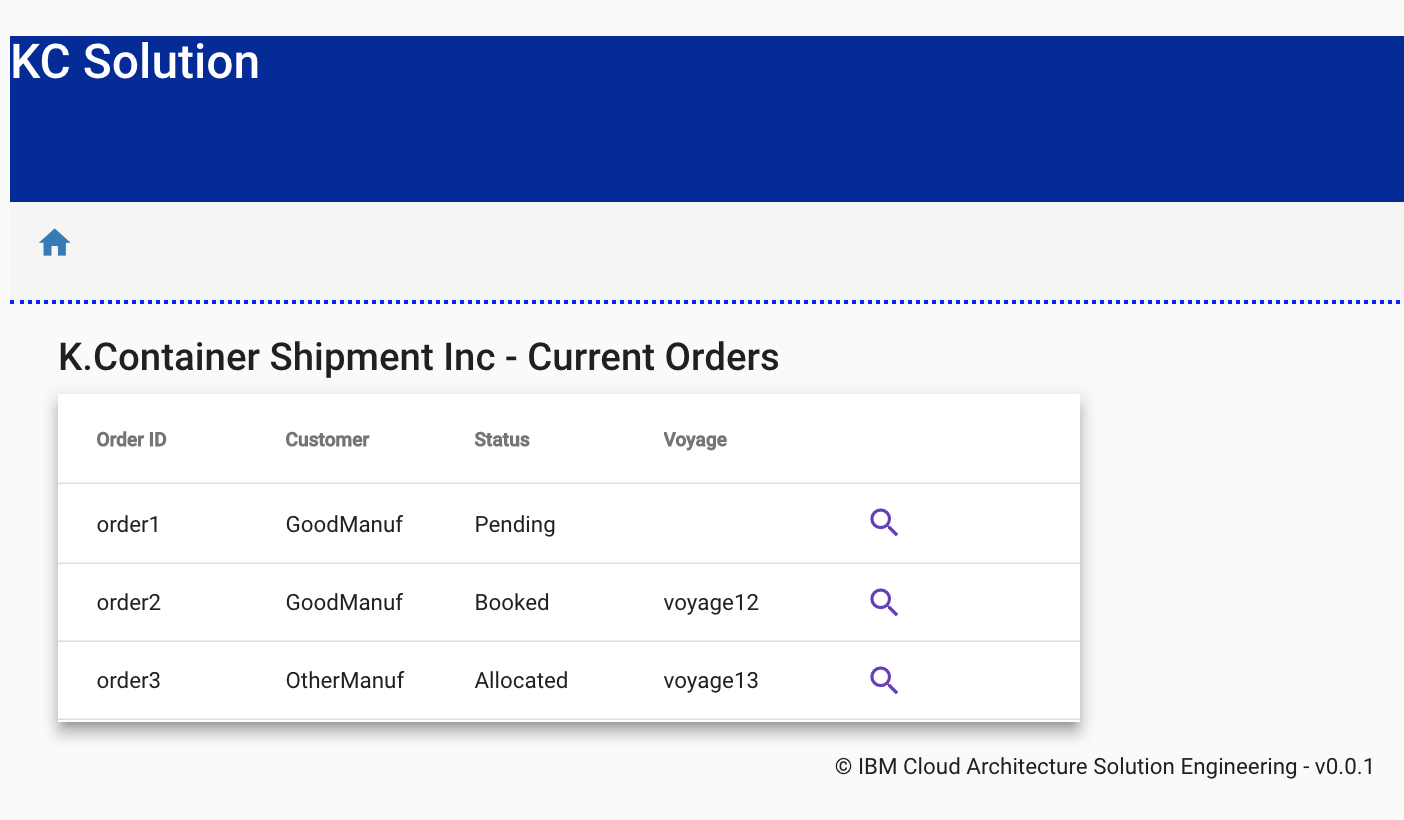 KC Solution
K.Container Shipment Inc - Current Orders
Order ID Customer Status Voyage
order1 GoodManuf Pending
order2 GoodManuf Booked voyage12
order3 OtherManuf Allocated voyage13
© IBM Cloud Architecture Solution Engineering - v0.0.1